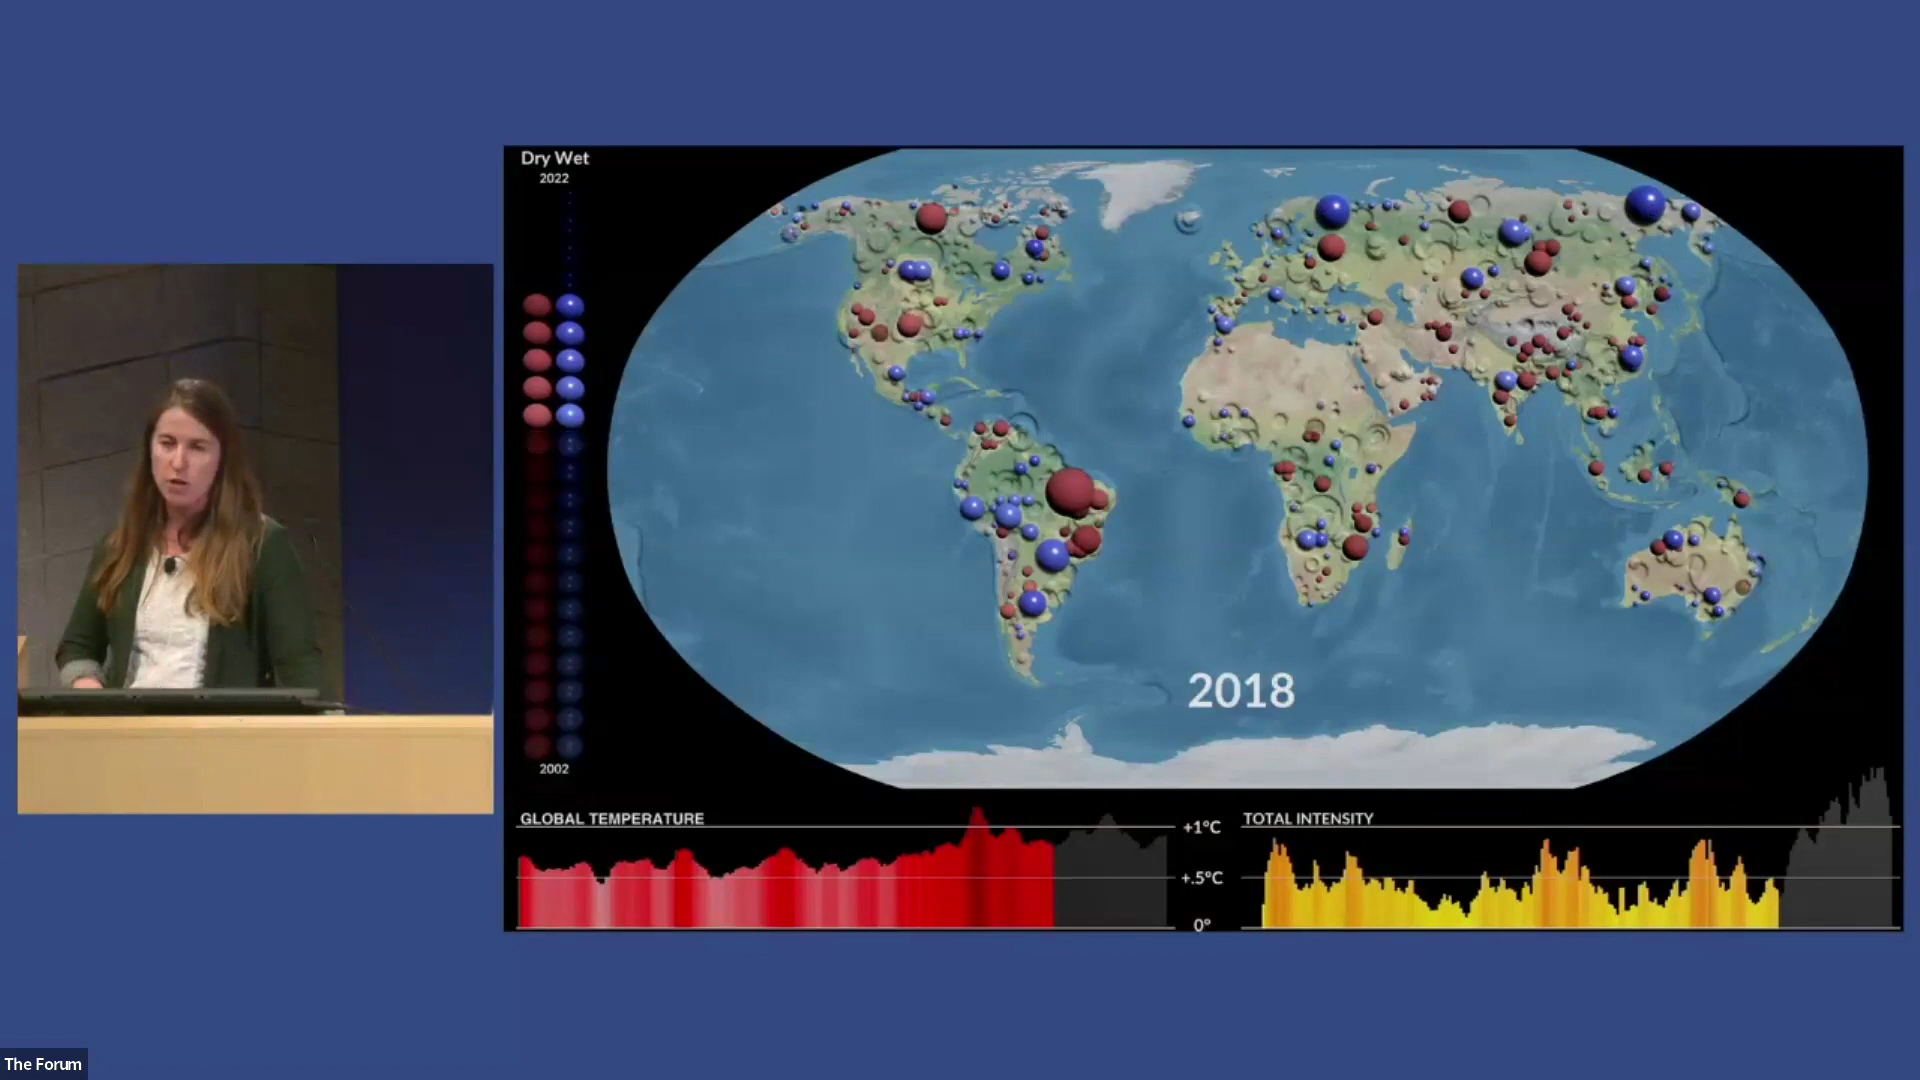 Dry Wet
2022
2002
2018
GLOBAL TEMPERATURE
+1°C
+.5°C
0°
TOTAL INTENSITY
The Forum